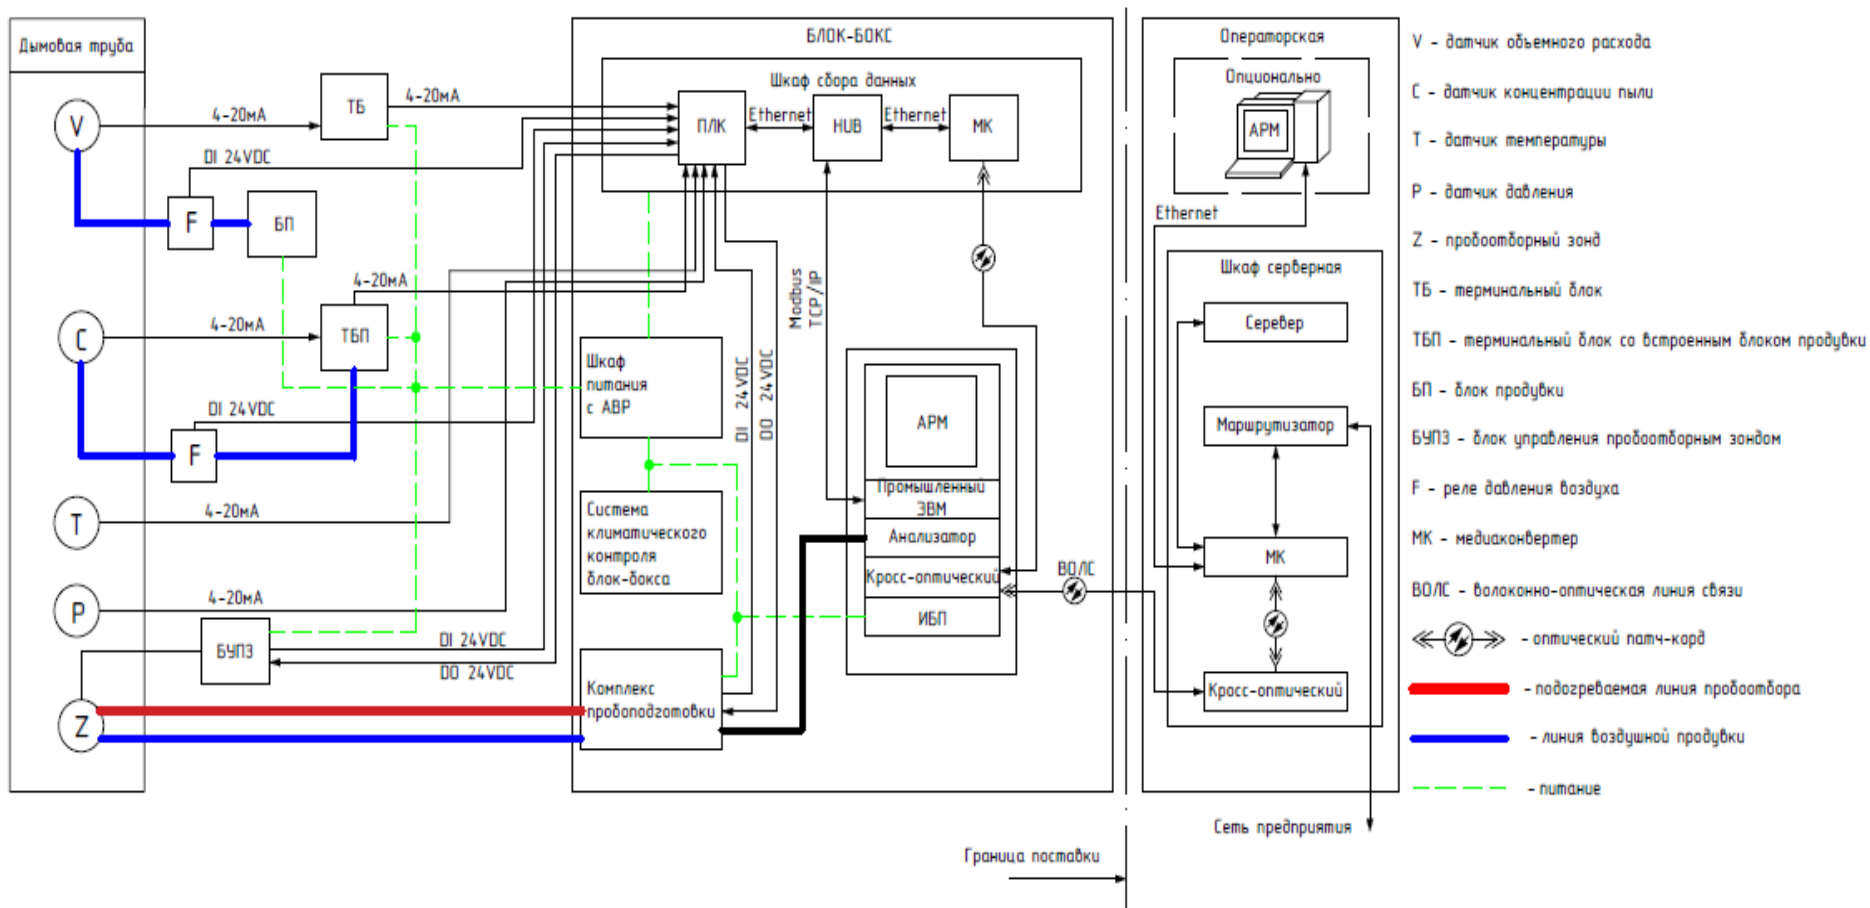 Дымовая труба
V
C
T
P
Z
4-20мА
ТБ
4-20мА
DI 24VDC
F
БП
4-20мА
4-20мА
ТБП
DI 24VDC
F
4-20мА
4-20мА
БУПЗ
DI 24VDC
DO 24VDC
БЛОК-БОКС
Шкаф сбора данных
ПЛК
Ethernet
HUB
Ethernet
МК
Modbus
TCP/IP
DI 24VDC
DO 24VDC
Шкаф
питания
с АВР
Система
климатического
контроля
блок-бокса
Комплекс
пробоподготовки
АРМ
Промышленный
ЭВМ
Анализатор
Кросс-оптический
ИБП
ВОЛС
Граница поставки
Операторская
Опционально
АРМ
Ethernet
Шкаф серверная
Серевер
Маршрутизатор
МК
Кросс-оптический
Сеть предприятия
V - датчик объемного расхода
C - датчик концентрации пыли
T - датчик температуры
P - датчик давления
Z - пробоотборный зонд
ТБ - терминальный блок
ТБП - терминальный блок со встроенным блоком продувки
БП - блок продувки
БУПЗ - блок управления пробоотборным зондом
F - реле давления воздуха
МК - медиаконвертер
ВОЛС - волоконно-оптическая линия связи
- оптический патч-корд
- подогреваемая линия пробоотбора
- линия воздушной продувки
- питание